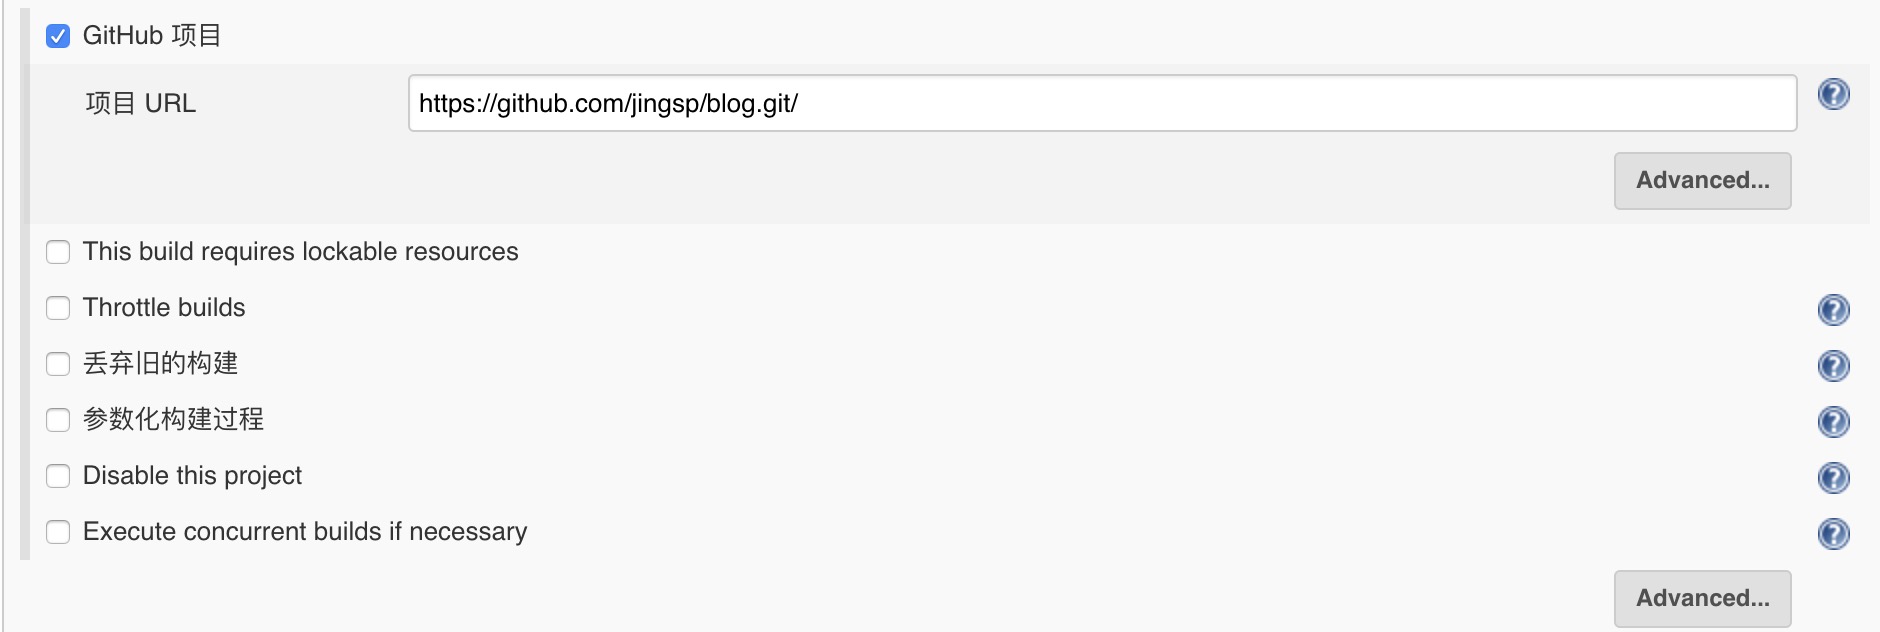 GitHub 项目
项目 URL
https://github.com/jingsp/blog.git/
Advanced...
This build requires lockable resources
Throttle builds
丢弃旧的构建
参数化构建过程
Disable this project
Execute concurrent builds if necessary
Advanced...